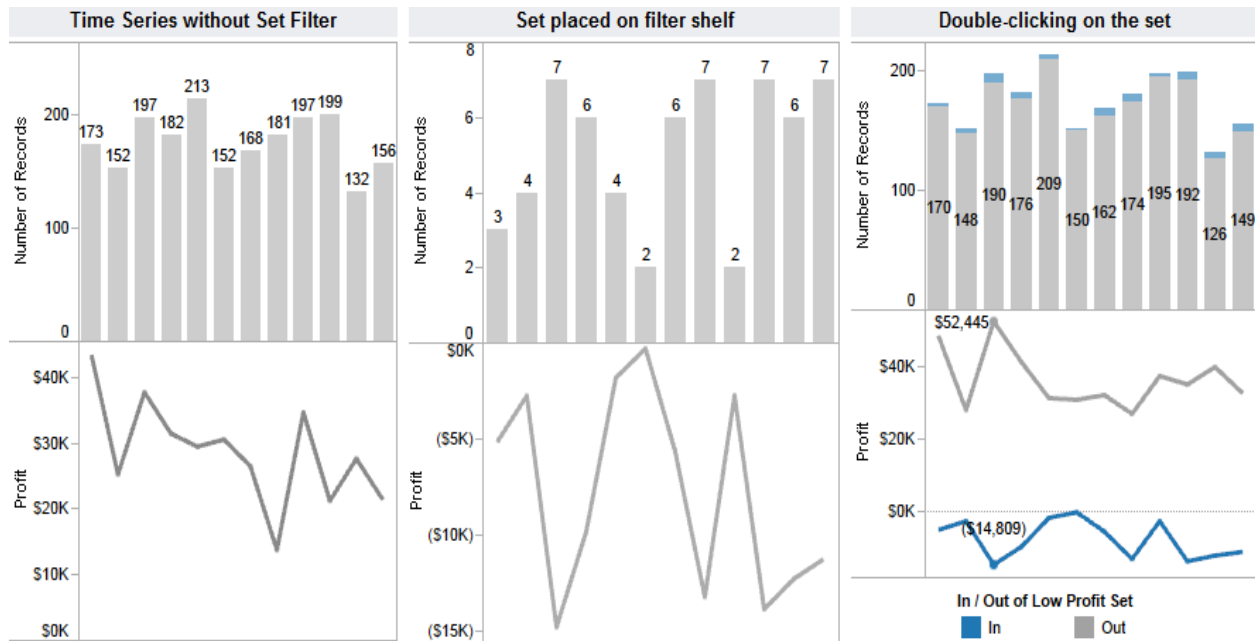 Time Series without Set Filter
Set placed on filter shelf
Double-clicking on the set
Number of Records
200
100
0
173
152
197
182
213
152
168
181
197
199
132
156
Profit
$40K
$30K
$20K
$10K
$0K
Number of Records
8
6
4
2
0
3
4
7
6
4
2
6
7
2
7
6
7
Profit
$0K
($5K)
($10K)
($15K)
Number of Records
200
100
0
170
148
190
176
209
150
162
174
195
192
126
149
Profit
$40K
$20K
$0K
$52,445
($14,809)
In / Out of Low Profit Set
In
Out